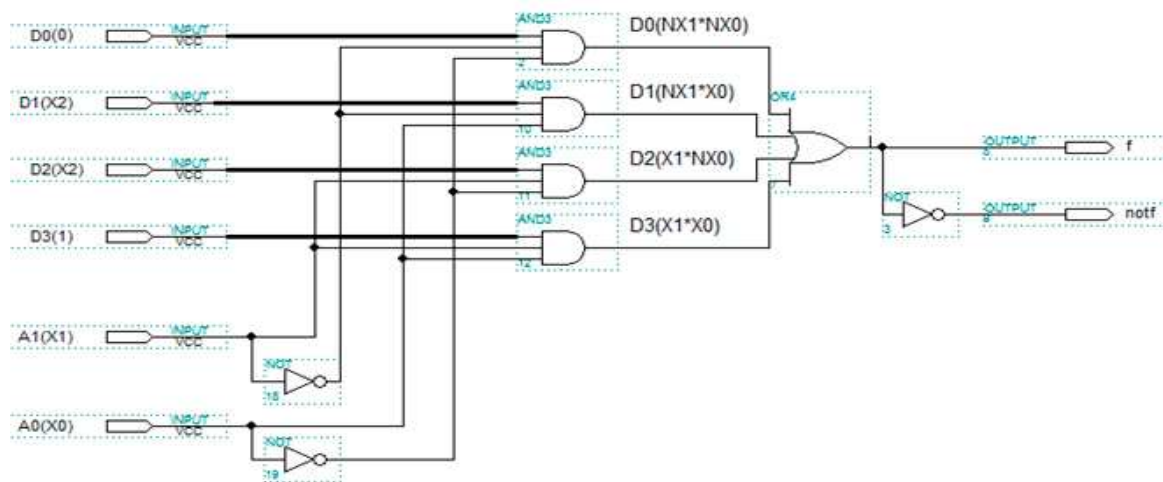 D0(0) INPUT VCC AND3 2 D0(NX1*NX0)
D1(X2) INPUT VCC AND3 10 D1(NX1*X0) OR4
D2(X2) INPUT VCC AND3 11 D2(X1*NX0)
D3(1) INPUT VCC AND3 12 D3(X1*X0)
OUTPUT f
NOT 3 OUTPUT notf
A1(X1) INPUT VCC
NOT
A0(X0) INPUT VCC
NOT 19